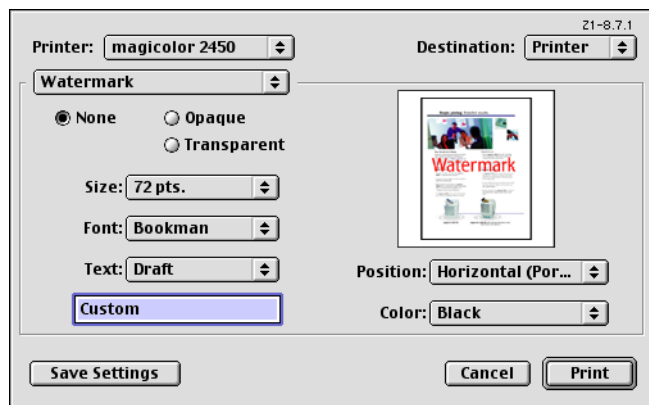 Z1-8.7.1
Printer: magicolor 2450 Destination: Printer
Watermark
None Opaque
Transparent
Size: 72 pts.
Font: Bookman
Text: Draft
Custom
Watermark
Position: Horizontal (Por...
Color: Black
Save Settings Cancel Print